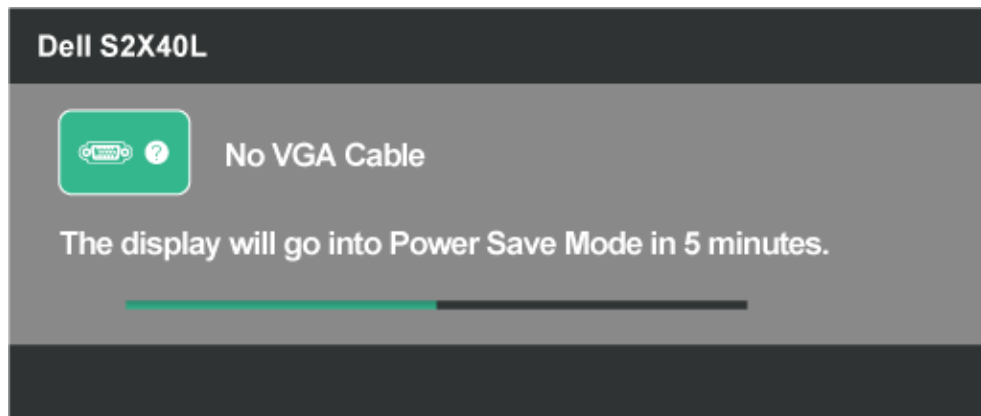 Dell S2X40L
No VGA Cable
The display will go into Power Save Mode in 5 minutes.